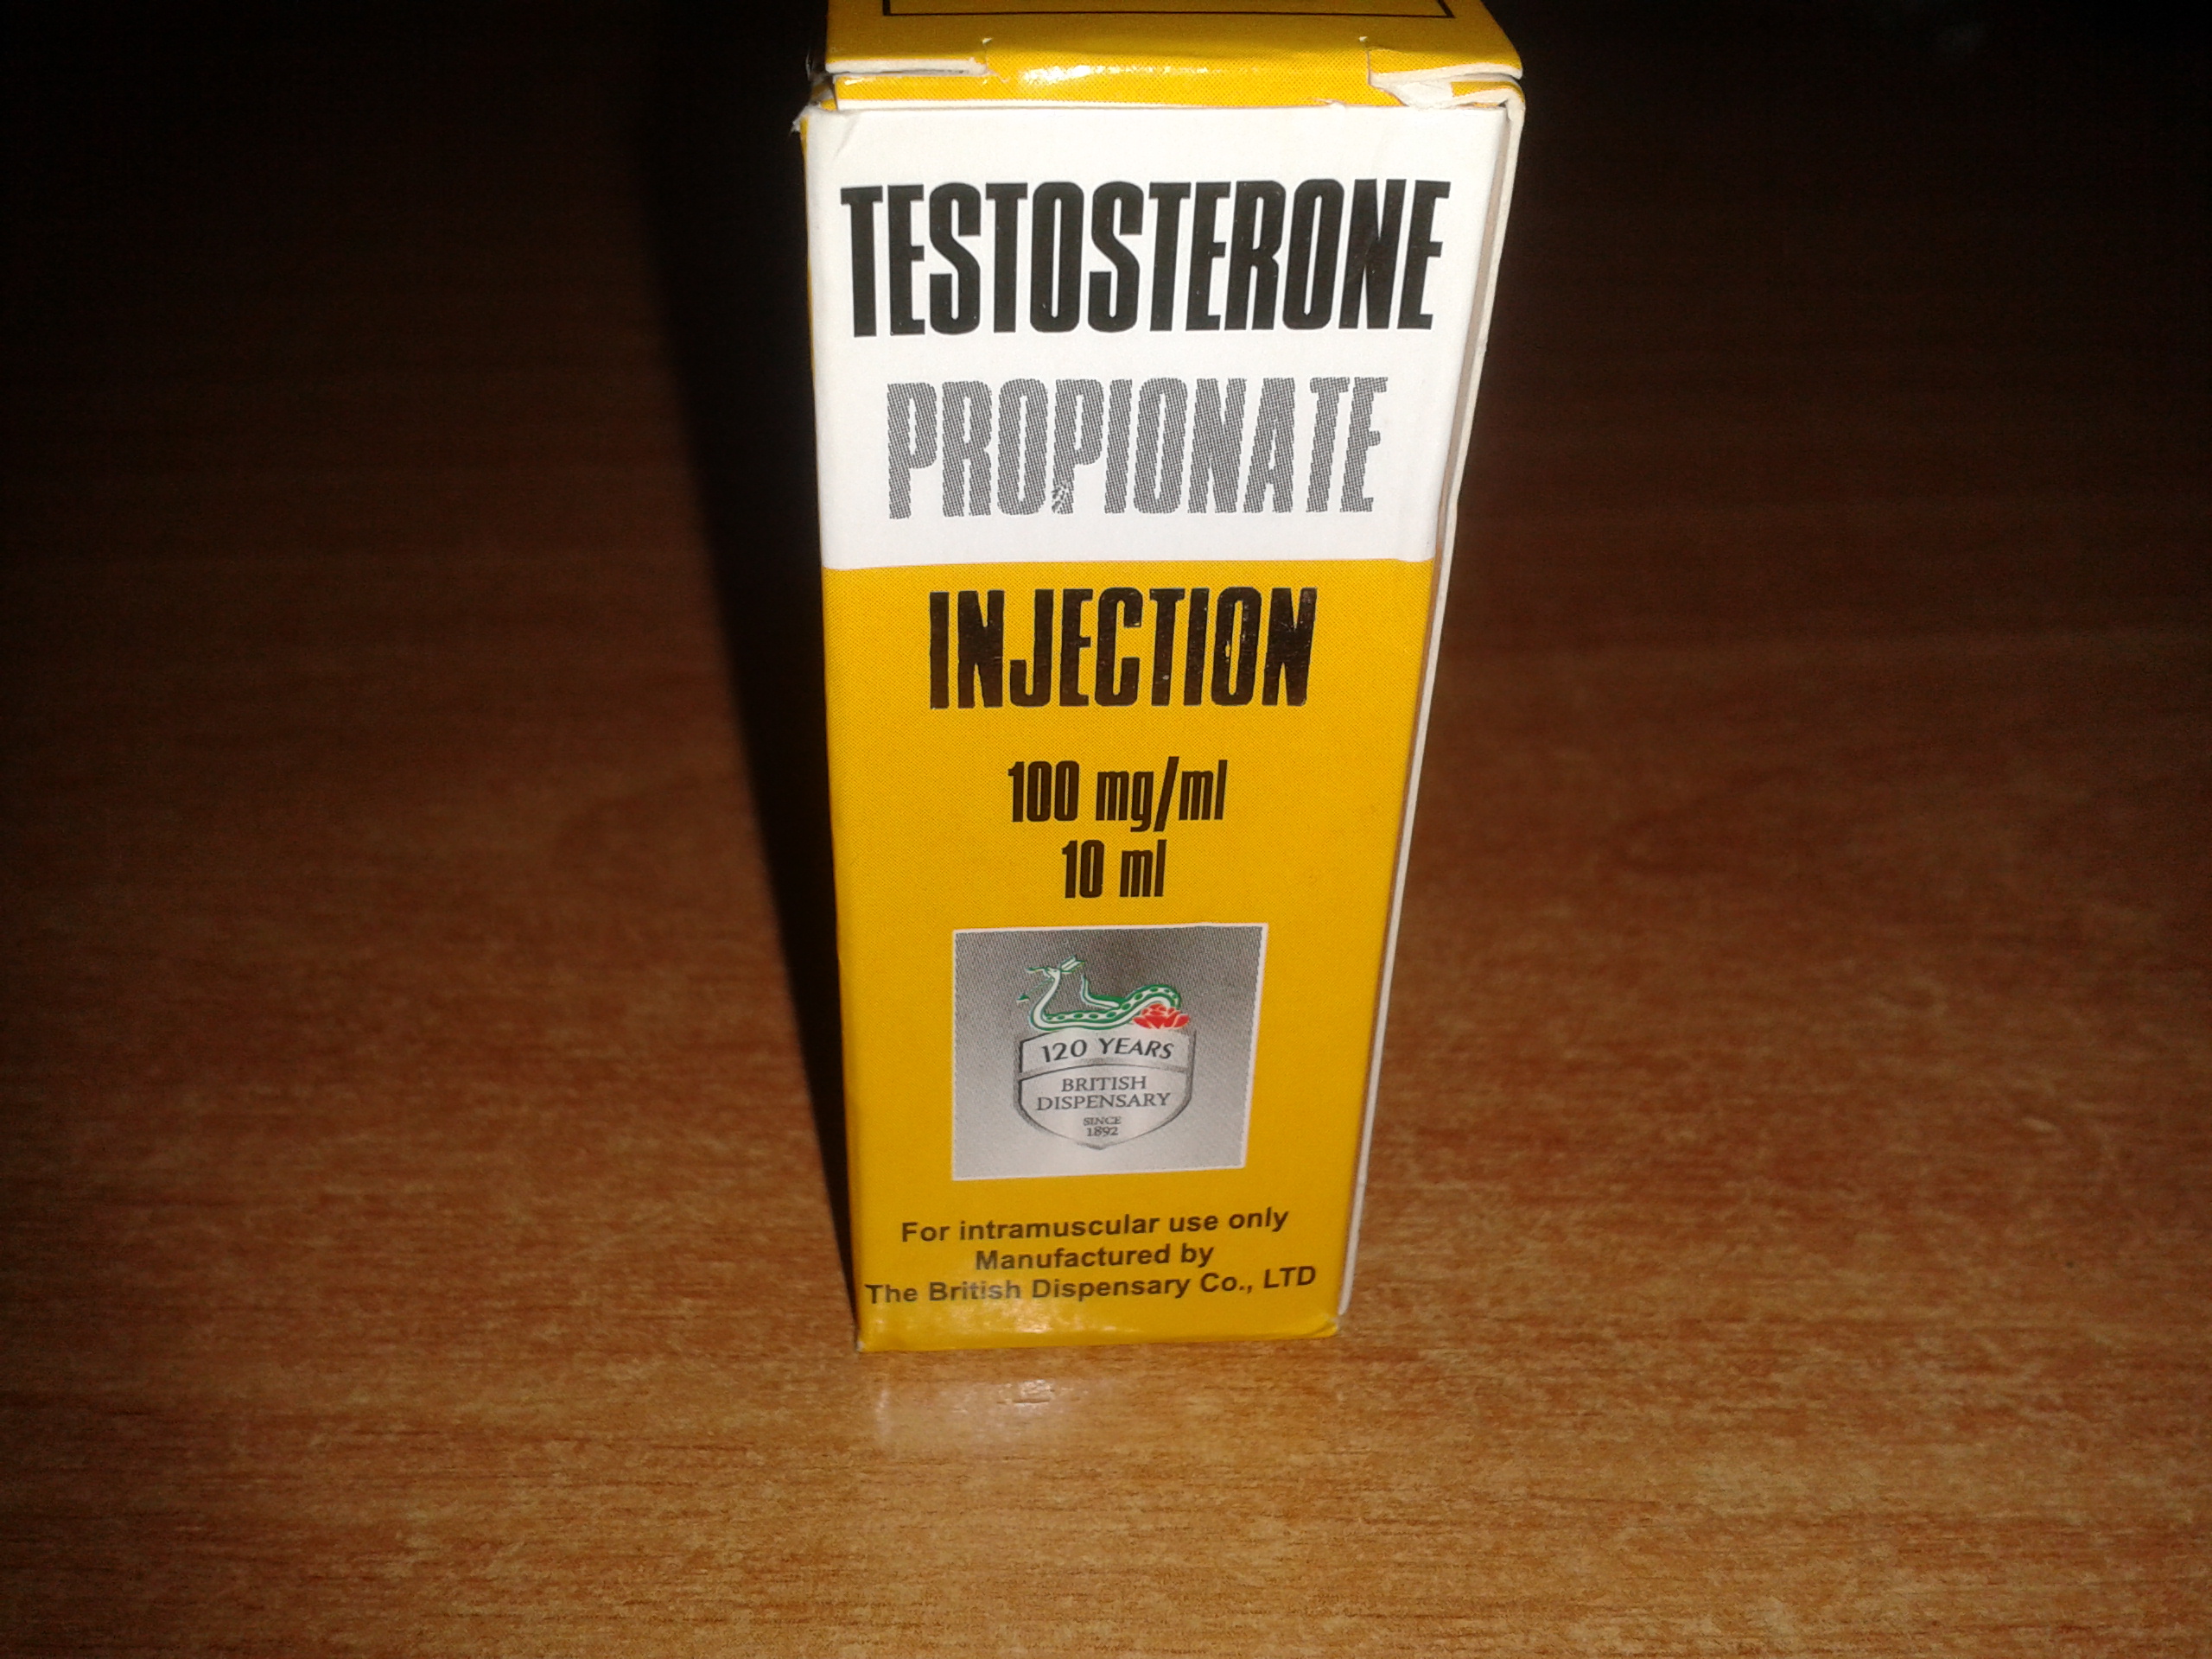 TESTOSTERONE
PROPIONATE
INJECTION
100 mg/ml
10 ml
120 YEARS
BRITISH
DISPENSARY
SINCE
1892
For intramuscular use only
Manufactured by
The British Dispensary Co., LTD